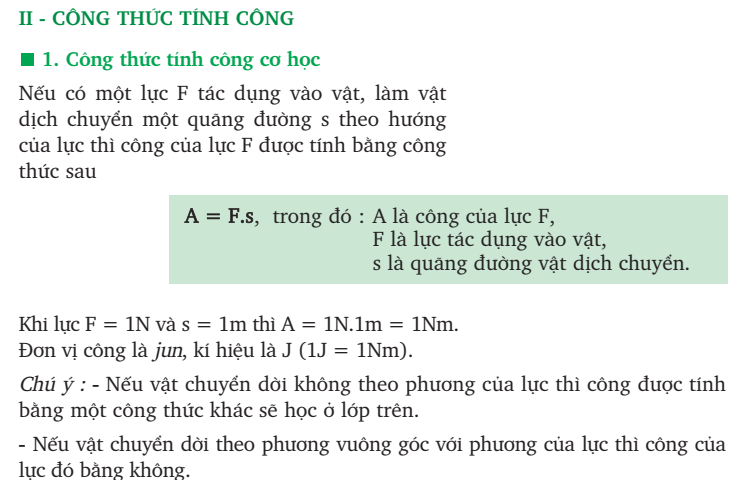 II - CÔNG THỨC TÍNH CÔNG
1. Công thức tính công cơ học
Nếu có một lực F tác dụng vào vật, làm vật
dịch chuyển một quãng đường s theo hướng
của lực thì công của lực F được tính bằng công
thức sau
A = F.s, trong đó : A là công của lực F,
F là lực tác dụng vào vật,
s là quãng đường vật dịch chuyển.
Khi lực F = 1N và s = 1m thì A = 1N.1m = 1Nm.
Đơn vị công là jun, kí hiệu là J (1J = 1Nm).
Chú ý : - Nếu vật chuyển dời không theo phương của lực thì công được tính
bằng một công thức khác sẽ học ở lớp trên.
- Nếu vật chuyển dời theo phương vuông góc với phương của lực thì công của
lực đó bằng không.